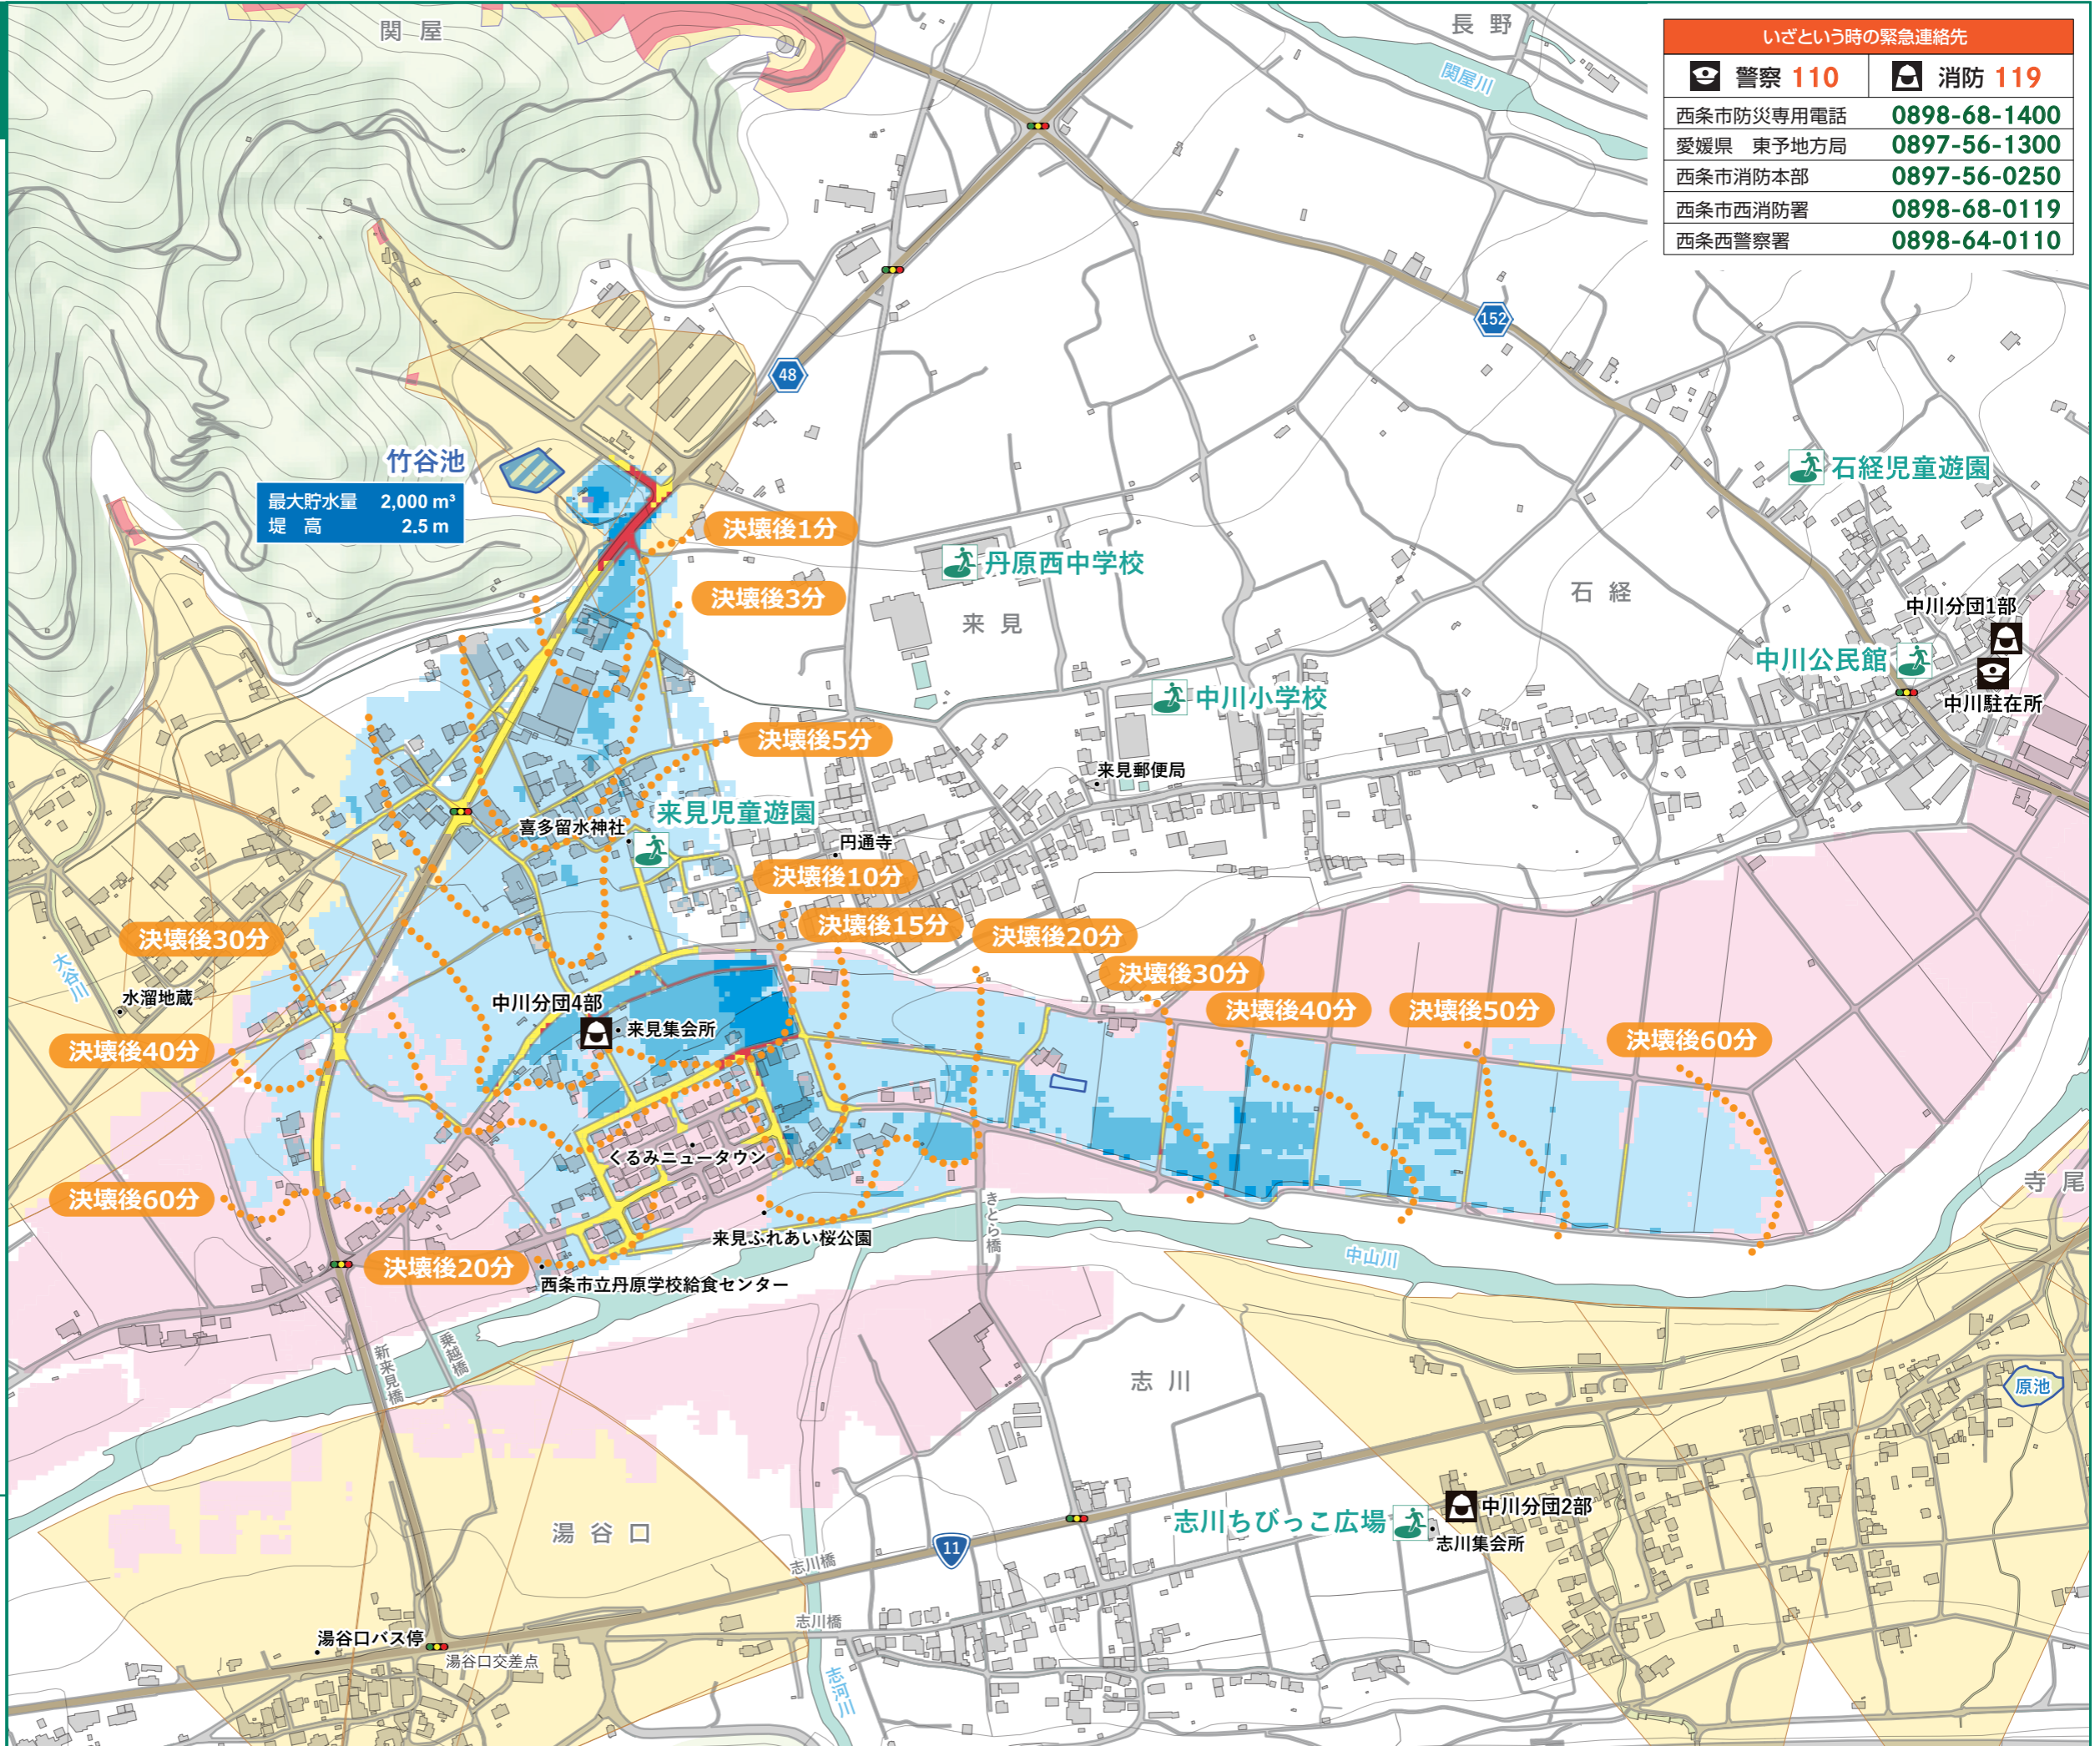 関屋
長野
関屋川
いざという時の緊急連絡先
警察 110
消防 119
西条市防災専用電話 0898-68-1400
愛媛県 東予地方局 0897-56-1300
西条市消防本部 0897-56-0250
西条市西消防署 0898-68-0119
西条西警察署 0898-64-0110
152
48
竹谷池
最大貯水量 2,000 m³
堤 高 2.5 m
石経児童遊園
決壊後1分
丹原西中学校
決壊後3分
来見
石経
中川分団1部
中川公民館
中川駐在所
中川小学校
決壊後5分
来見郵便局
来見児童遊園
喜多留水神社
円通寺
決壊後10分
決壊後15分
決壊後20分
決壊後30分
大谷川
水溜地蔵
決壊後30分
中川分団4部
来見集会所
決壊後40分
決壊後50分
決壊後60分
決壊後40分
くるみニュータウン
決壊後60分
来見ふれあい桜公園
きとら橋
寺尾
中山川
決壊後20分
西条市立丹原学校給食センター
新来見橋
乗越橋
志川
原池
湯谷口
11
志川橋
志川ちびっこ広場
中川分団2部
志川集会所
志川橋
湯谷口バス停
湯谷口交差点
志河川